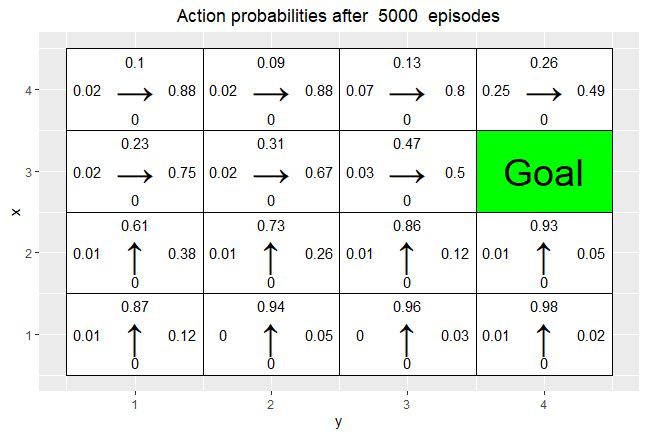 Action probabilities after 5000 episodes
0.1 0.09 0.13 0.26
4 0.02 0.88 0.02 0.88 0.07 0.8 0.25 0.49
0 0 0 0
0.23 0.31 0.47
3 0.02 0.75 0.02 0.67 0.03 0.5 Goal
0 0 0
x
0.61 0.73 0.86 0.93
2 0.01 0.38 0.01 0.26 0.01 0.12 0.01 0.05
0 0 0 0
0.87 0.94 0.96 0.98
1 0.01 0.12 0 0.05 0 0.03 0.01 0.02
0 0 0 0
1 2 3 4
y